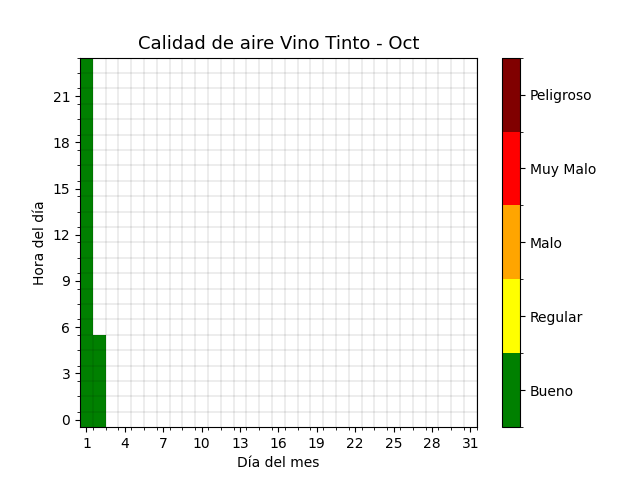 Calidad de aire Vino Tinto - Oct
Hora del día
21
18
15
12
9
6
3
0
1 4 7 10 13 16 19 22 25 28 31
Día del mes
Peligroso
Muy Malo
Malo
Regular
Bueno